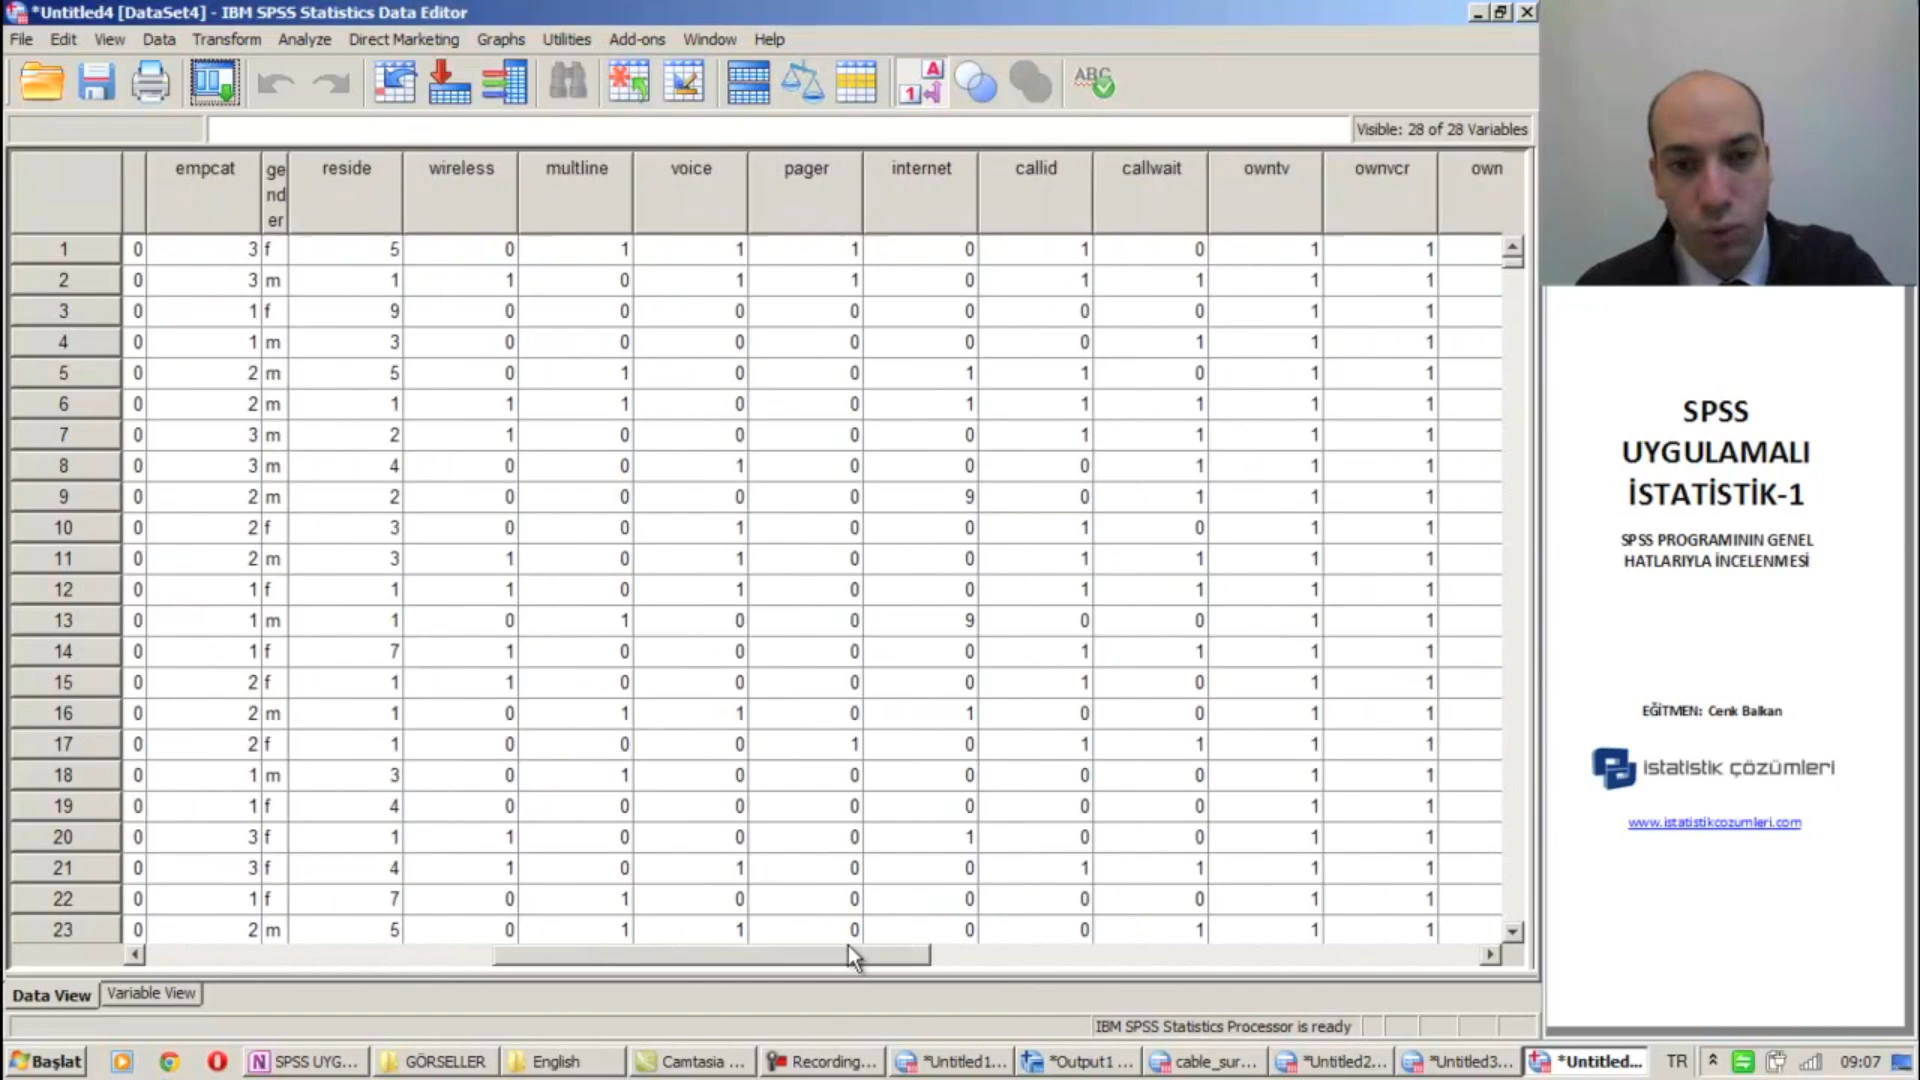 *Untitled4 [DataSet4] - IBM SPSS Statistics Data Editor
File Edit View Data Transform Analyze Direct Marketing Graphs Utilities Add-ons Window Help
Visible: 28 of 28 Variables
empcat gender reside wireless multline voice pager internet callid callwait owntv ownvcr own
1 0 3 f 5 0 1 1 1 0 1 0 1 1
2 0 3 m 1 1 0 1 1 0 1 1 1 1
3 0 1 f 9 0 0 0 0 0 0 0 1 1
4 0 1 m 3 0 0 0 0 0 0 1 1 1
5 0 2 m 5 0 1 0 0 1 1 0 1 1
6 0 2 m 1 1 1 0 0 1 1 1 1 1
7 0 3 m 2 1 0 0 0 0 1 1 1 1
8 0 3 m 4 0 0 1 0 0 0 1 1 1
9 0 2 m 2 0 0 0 0 9 0 1 1 1
10 0 2 f 3 0 0 1 0 0 1 0 1 1
11 0 2 m 3 1 0 1 0 0 1 1 1 1
12 0 1 f 1 1 0 1 0 0 1 1 1 1
13 0 1 m 1 0 1 0 0 9 0 0 1 1
14 0 1 f 7 1 0 0 0 0 1 1 1 1
15 0 2 f 1 1 0 0 0 0 1 0 1 1
16 0 2 m 1 0 1 1 0 1 0 0 1 1
17 0 2 f 1 0 0 0 1 0 1 1 1 1
18 0 1 m 3 0 1 0 0 0 0 0 1 1
19 0 1 f 4 0 0 0 0 0 0 0 1 1
20 0 3 f 1 1 0 0 0 1 0 0 1 1
21 0 3 f 4 1 0 1 0 0 1 1 1 1
22 0 1 f 7 0 1 0 0 0 0 0 1 1
23 0 2 m 5 0 1 1 0 0 0 1 1 1
Data View Variable View
IBM SPSS Statistics Processor is ready
Başlat SPSS UYG... GÖRSELLER English Camtasia ... Recording... *Untitled1... *Output1 ... cable_sur... *Untitled2... *Untitled3... *Untitled... TR 09:07
SPSS
UYGULAMALI
İSTATİSTİK-1
SPSS PROGRAMININ GENEL
HATLARIYLA İNCELENMESİ
EĞİTMEN: Cenk Balkan
istatistik çözümleri
www.istatistikcozumleri.com